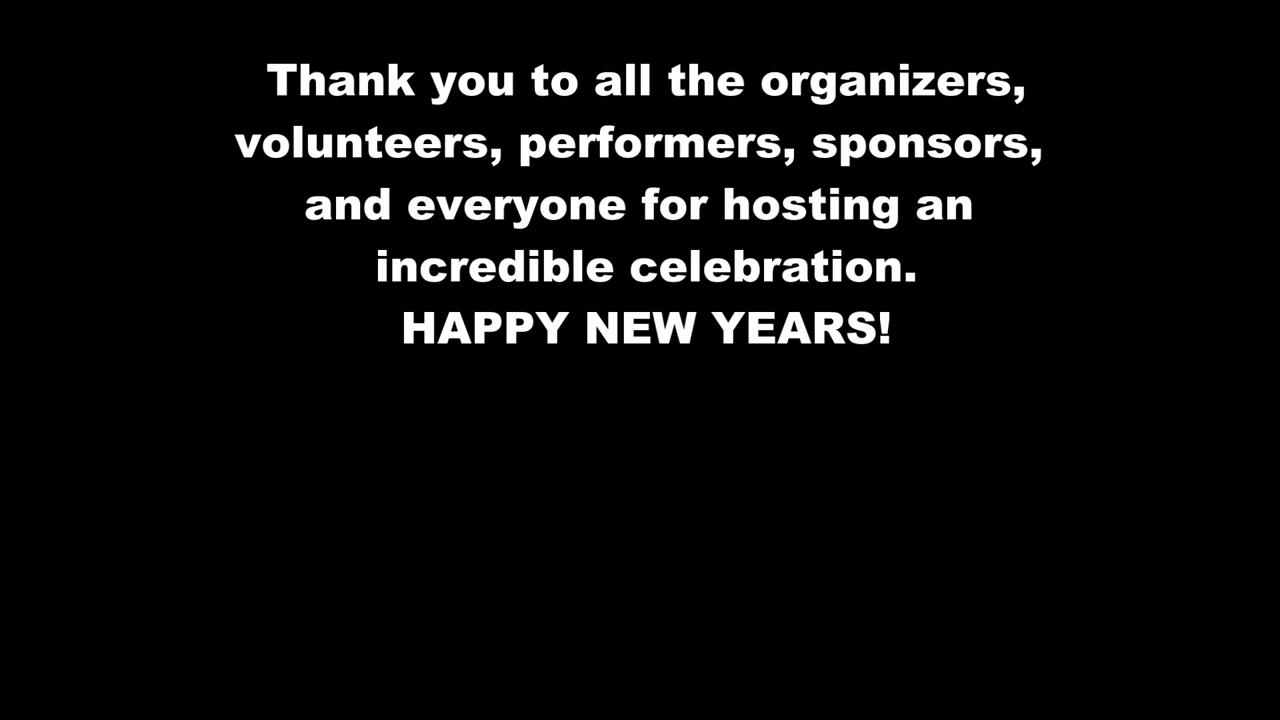 Thank you to all the organizers,
volunteers, performers, sponsors,
and everyone for hosting an
incredible celebration.
HAPPY NEW YEARS!